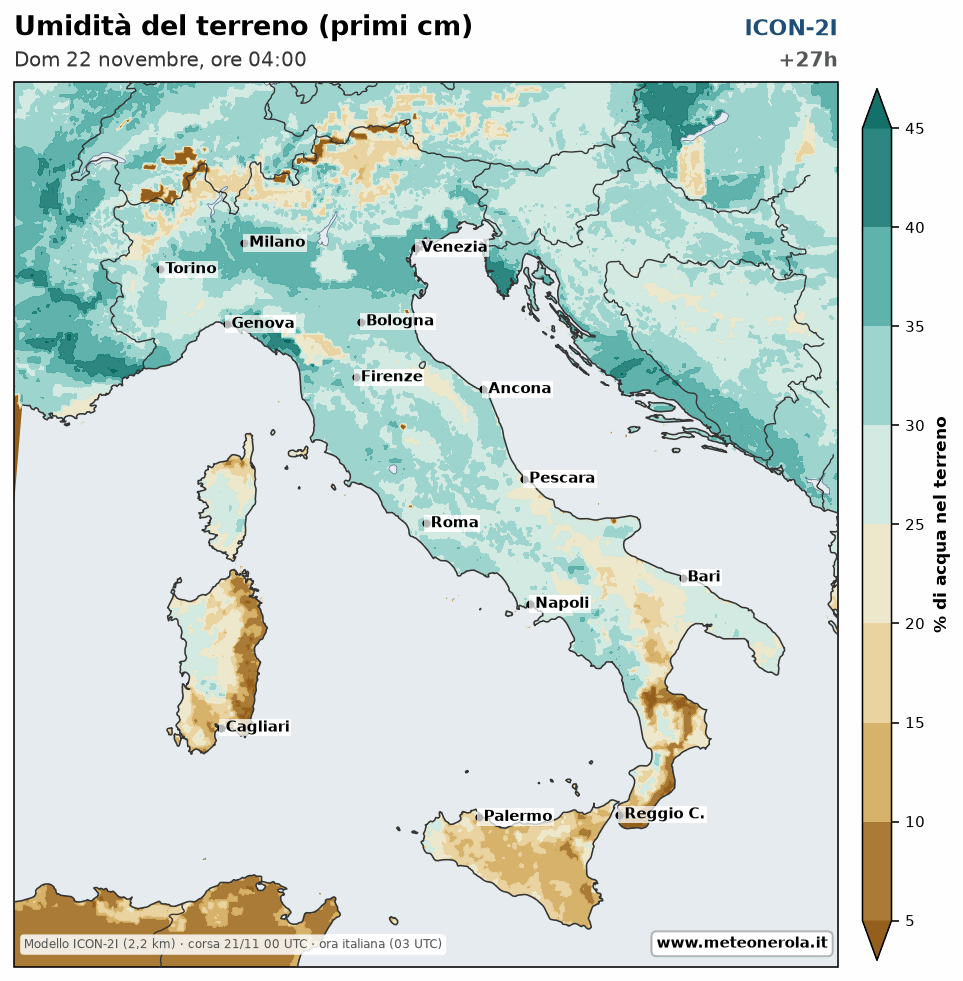 Umidità del terreno (primi cm)
ICON-2I
Dom 22 novembre, ore 04:00
+27h
Milano
Venezia
Torino
Genova
Bologna
Firenze
Ancona
Pescara
Roma
Bari
Napoli
Cagliari
Palermo
Reggio C.
45
40
35
30
25
20
15
10
5
% di acqua nel terreno
Modello ICON-2I (2,2 km) · corsa 21/11 00 UTC · ora italiana (03 UTC)
www.meteonerola.it